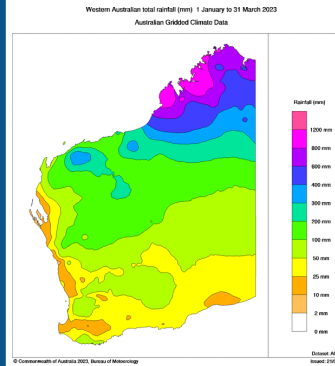 Western Australian total rainfall (mm) 1 January to 31 March 2023
Australian Gridded Climate Data
Rainfall (mm)
1200 mm
800 mm
600 mm
400 mm
300 mm
200 mm
100 mm
50 mm
25 mm
10 mm
2 mm
0 mm
Dataset:
© Commonwealth of Australia 2023, Bureau of Meteorology
Issued: